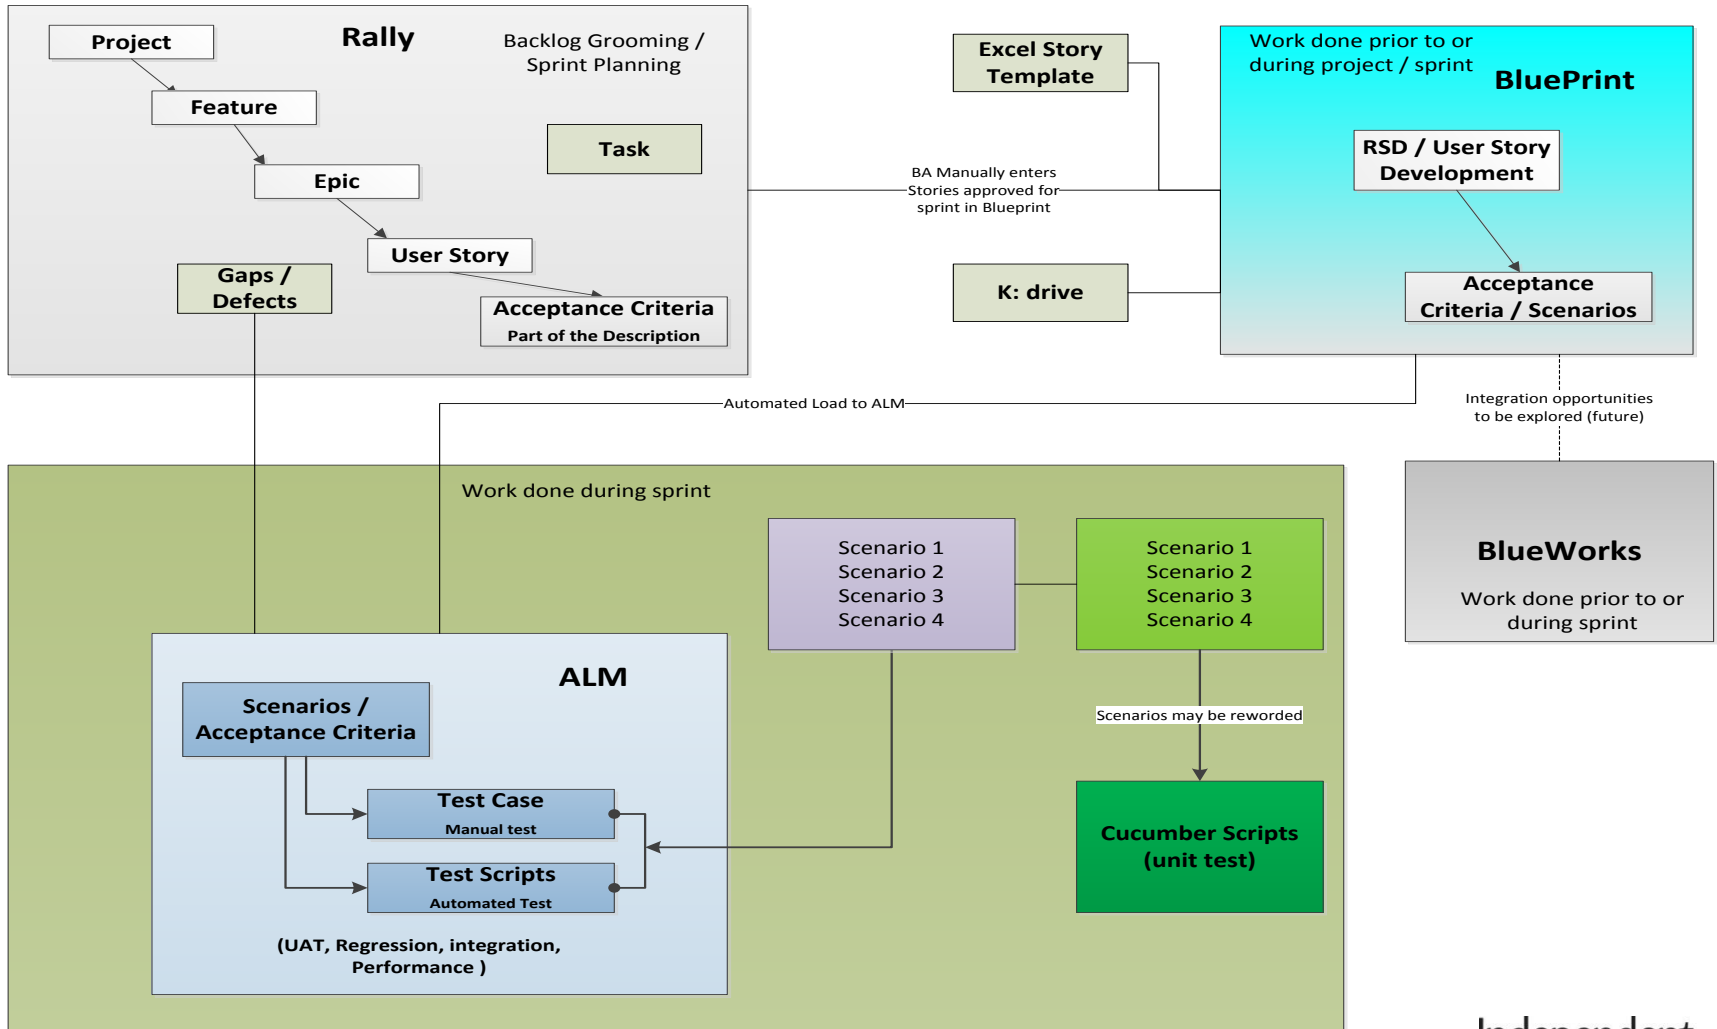 Rally
Backlog Grooming /
Sprint Planning
Project
Feature
Epic
User Story
Acceptance Criteria
Part of the Description
Task
Gaps /
Defects
Excel Story
Template
BA Manually enters
Stories approved for
sprint in Blueprint
K: drive
Work done prior to or
during project / sprint
BluePrint
RSD / User Story
Development
Acceptance
Criteria / Scenarios
Automated Load to ALM
Integration opportunities
to be explored (future)
BlueWorks
Work done prior to or
during sprint
Work done during sprint
Scenario 1
Scenario 2
Scenario 3
Scenario 4
Scenario 1
Scenario 2
Scenario 3
Scenario 4
Scenarios may be reworded
Cucumber Scripts
(unit test)
ALM
Scenarios /
Acceptance Criteria
Test Case
Manual test
Test Scripts
Automated Test
(UAT, Regression, integration,
Performance )
Independent